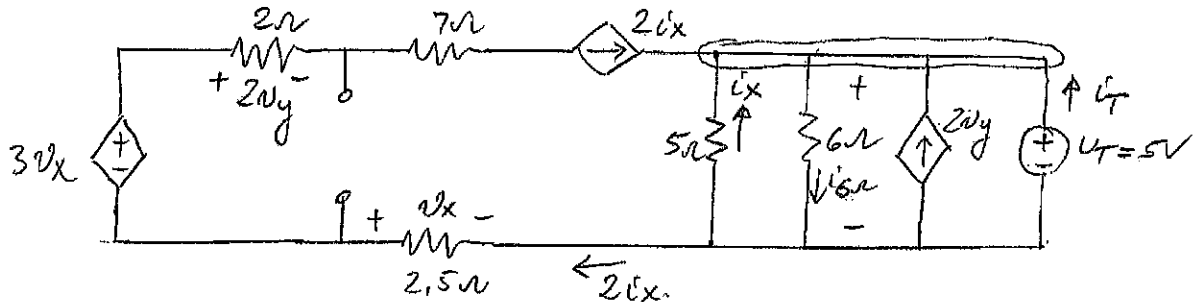 2Ω 7Ω 2ix
+ 2vy -
3vx + -
ix 5Ω
+ 6Ω i6Ω -
2vy
iT
+ - vT=5V
+ vx -
2,5Ω
2ix.